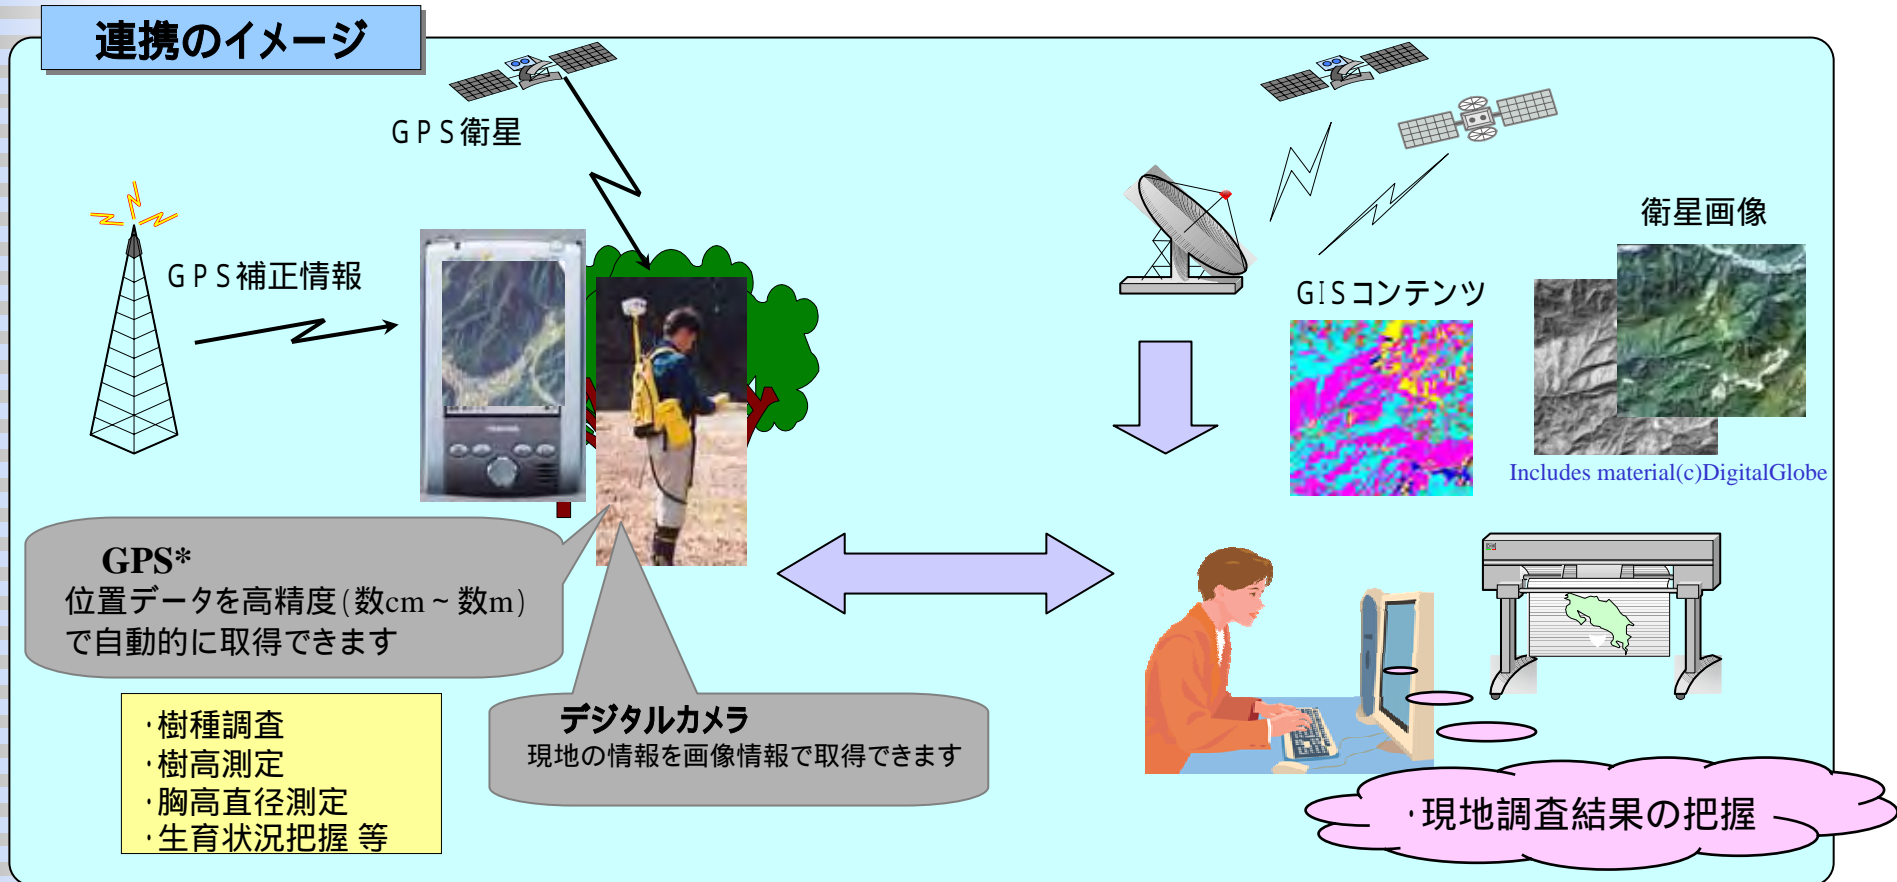 連携のイメージ
GPS衛星
GPS補正情報
衛星画像
GISコンテンツ
Includes material(c)DigitalGlobe
GPS*
位置データを高精度(数cm~数m)
で自動的に取得できます
デジタルカメラ
現地の情報を画像情報で取得できます
・樹種調査
・樹高測定
・胸高直径測定
・生育状況把握 等
・現地調査結果の把握